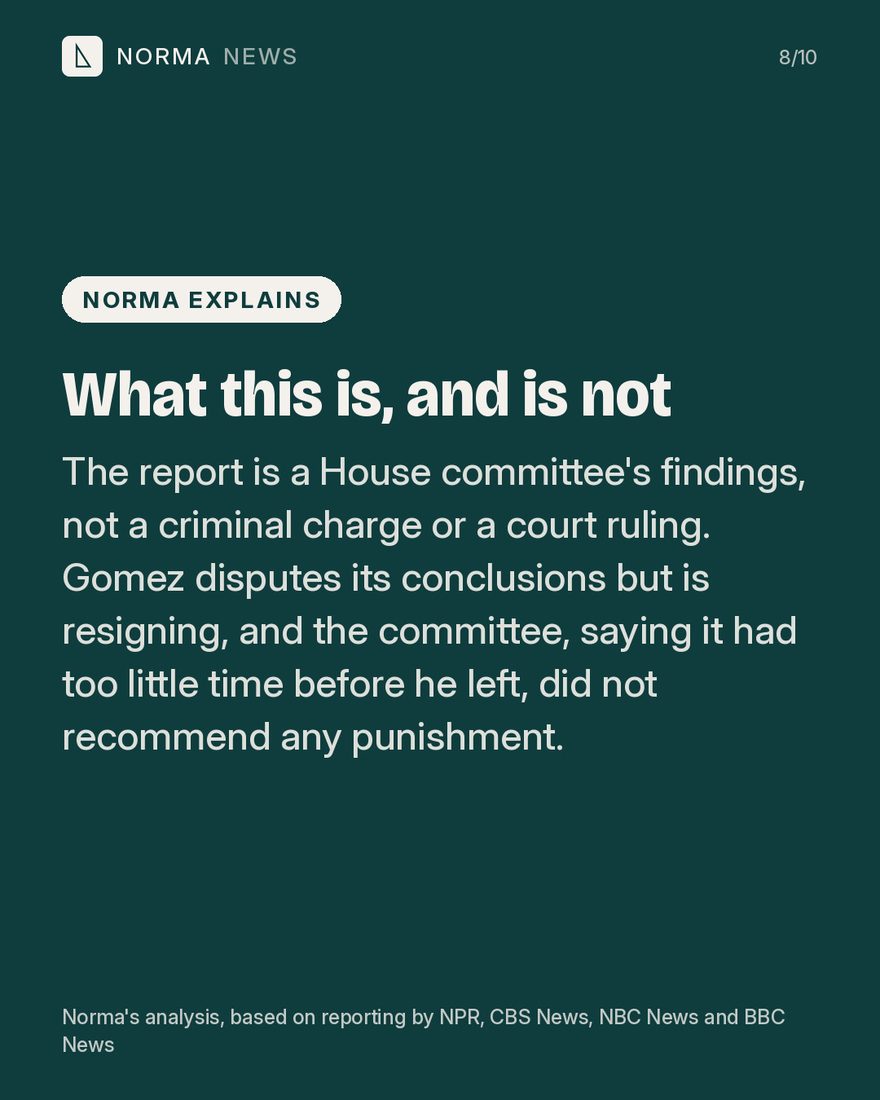 NORMA NEWS
8/10
NORMA EXPLAINS
What this is, and is not
The report is a House committee's findings,
not a criminal charge or a court ruling.
Gomez disputes its conclusions but is
resigning, and the committee, saying it had
too little time before he left, did not
recommend any punishment.
Norma's analysis, based on reporting by NPR, CBS News, NBC News and BBC
News